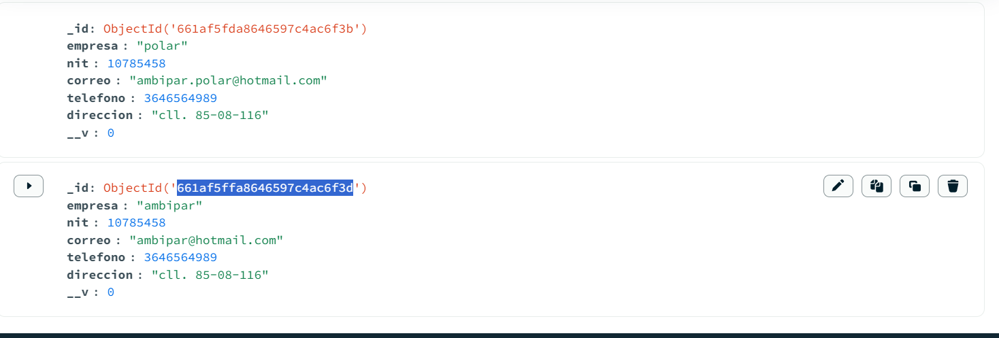 _id: ObjectId('661af5fda8646597c4ac6f3b')
empresa : "polar"
nit : 10785458
correo : "ambipar.polar@hotmail.com"
telefono : 3646564989
direccion : "cll. 85-08-116"
__v : 0
_id: ObjectId('661af5ffa8646597c4ac6f3d')
empresa : "ambipar"
nit : 10785458
correo : "ambipar@hotmail.com"
telefono : 3646564989
direccion : "cll. 85-08-116"
__v : 0